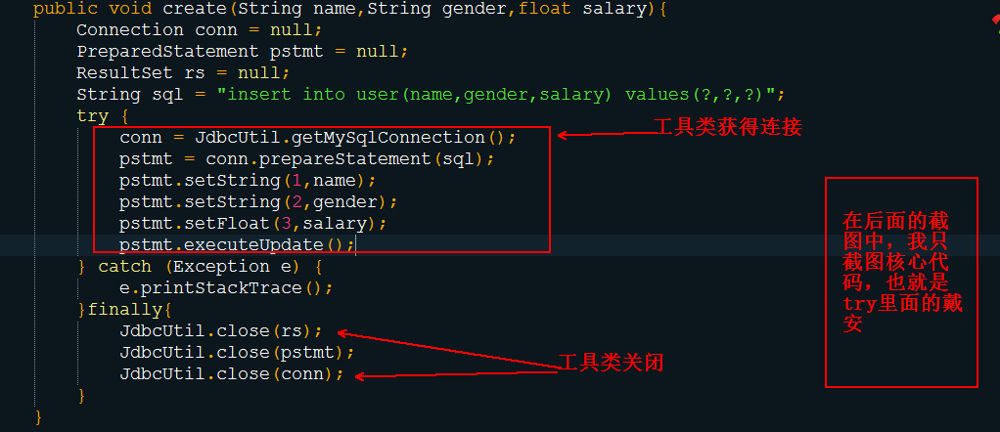 public void create(String name,String gender,float salary){
Connection conn = null;
PreparedStatement pstmt = null;
ResultSet rs = null;
String sql = "insert into user(name,gender,salary) values(?,?,?)";
try {
conn = JdbcUtil.getMySqlConnection();
pstmt = conn.prepareStatement(sql);
pstmt.setString(1,name);
pstmt.setString(2,gender);
pstmt.setFloat(3,salary);
pstmt.executeUpdate();
} catch (Exception e) {
e.printStackTrace();
}finally{
JdbcUtil.close(rs);
JdbcUtil.close(pstmt);
JdbcUtil.close(conn);
}
}
工具类获得连接
在后面的截
图中，我只
截图核心代
码，也就是
try里面的戴
安
工具类关闭